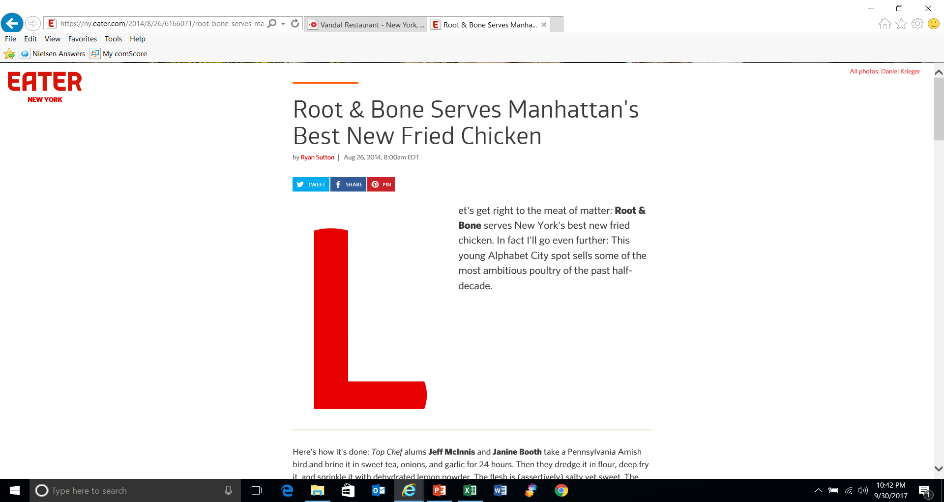 https://ny.eater.com/2014/8/26/6166071/root-bone-serves-ma
Vandal Restaurant - New York, ...
Root & Bone Serves Manha...
File Edit View Favorites Tools Help
Nielsen Answers My comScore
EATER
NEW YORK
All photos: Daniel Krieger
Root & Bone Serves Manhattan's
Best New Fried Chicken
by Ryan Sutton | Aug 26, 2014, 8:00am EDT
TWEET SHARE PIN
L
et's get right to the meat of matter: Root &
Bone serves New York's best new fried
chicken. In fact I'll go even further: This
young Alphabet City spot sells some of the
most ambitious poultry of the past half-
decade.
Here's how it's done: Top Chef alums Jeff McInnis and Janine Booth take a Pennsylvania Amish
bird and brine it in sweet tea, onions, and garlic for 24 hours. Then they dredge it in flour, deep fry
it, and sprinkle it with dehydrated lemon powder. The flesh is (assertively) salty yet sweet. The
Type here to search
10:42 PM
9/30/2017